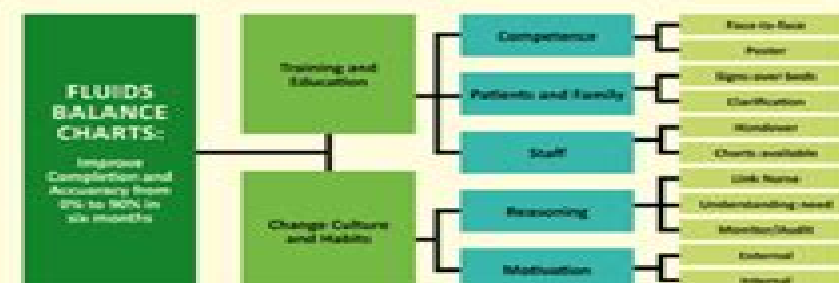 FLUIDS
BALANCE
CHARTS:
Improve
Completion and
Accuracy from
0% to 90% in
six months
Training and
Education
Change Culture
and Habits
Competence
Patients and Family
Staff
Reasoning
Motivation
Face-to-face
Poster
Signs over beds
Clarification
Handover
Charts available
Link Nurse
Understanding need
Monitor/Audit
External
Internal